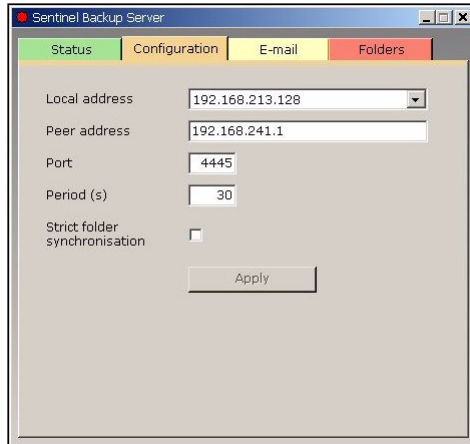 Sentinel Backup Server
Status Configuration E-mail Folders
Local address 192.168.213.128
Peer address 192.168.241.1
Port 4445
Period (s) 30
Strict folder
synchronisation
Apply